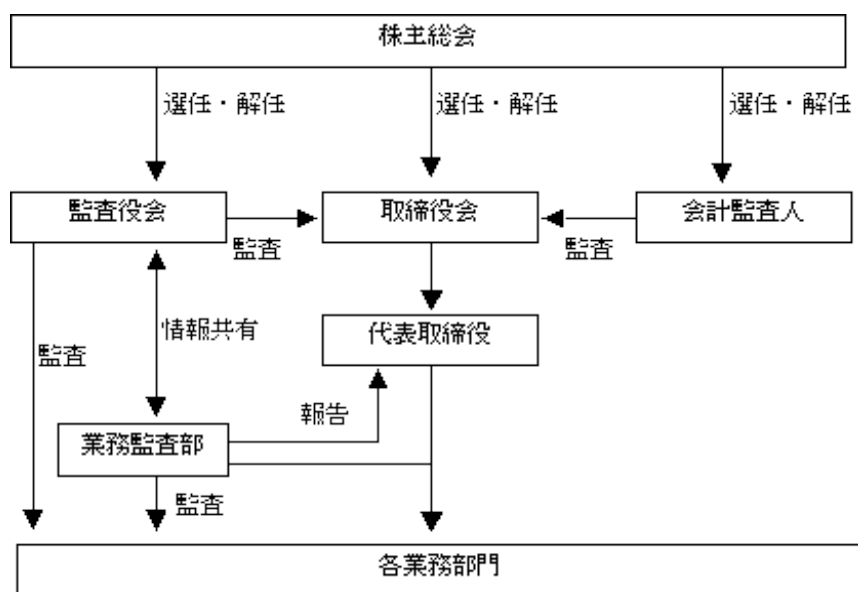 株主総会
選任・解任
選任・解任
選任・解任
監査役会
取締役会
会計監査人
監査
監査
情報共有
代表取締役
監査
報告
業務監査部
監査
各業務部門